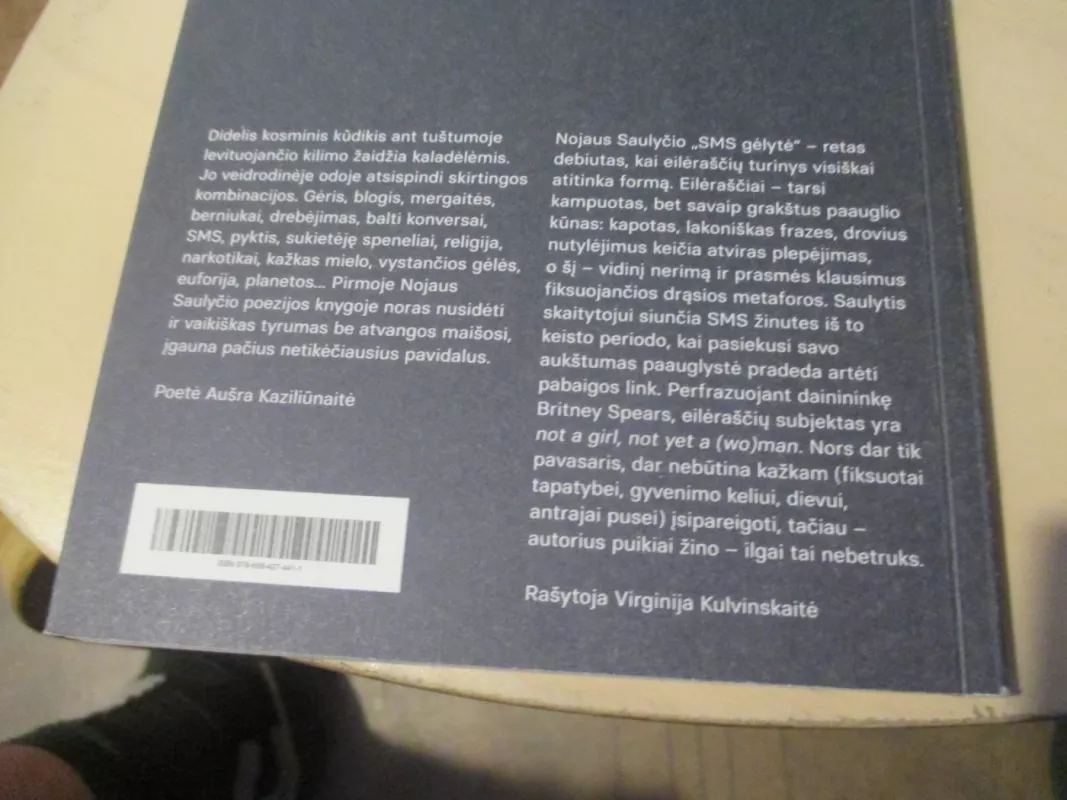 Didelis kosminis kūdikis ant tuštumoje
levituojančio kilimo žaidžia kaladėlėmis.
Jo veidrodinėje odoje atsispindi skirtingos
kombinacijos. Gėris, blogis, mergaitės,
berniukai, drebėjimas, balti konversai,
SMS, pyktis, sukietėję speneliai, religija,
narkotikai, kažkas mielo, vystančios gėlės,
euforija, planetos... Pirmoje Nojaus
Saulyčio poezijos knygoje noras nusidėti
ir vaikiškas tyrumas be atvangos maišosi,
įgauna pačius netikėčiausius pavidalus.
Poetė Aušra Kaziliūnaitė
Nojaus Saulyčio „SMS gėlytė“ – retas
debiutas, kai eilėraščių turinys visiškai
atitinka formą. Eilėraščiai – tarsi
kampuotas, bet savaip grakštus paauglio
kūnas: kapotas, lakoniškas frazes, drovius
nutylėjimus keičia atviras plepėjimas,
o šį – vidinį nerimą ir prasmės klausimus
fiksuojančios drąsios metaforos. Saulytis
skaitytojui siunčia SMS žinutes iš to
keisto periodo, kai pasiekusi savo
aukštumas paauglystė pradeda artėti
pabaigos link. Perfrazuojant dainininkę
Britney Spears, eilėraščių subjektas yra
not a girl, not yet a (wo)man. Nors dar tik
pavasaris, dar nebūtina kažkam (fiksuotai
tapatybei, gyvenimo keliui, dievui,
antrajai pusei) įsipareigoti, tačiau –
autorius puikiai žino – ilgai tai nebetruks.
Rašytoja Virginija Kulvinskaitė
ISBN